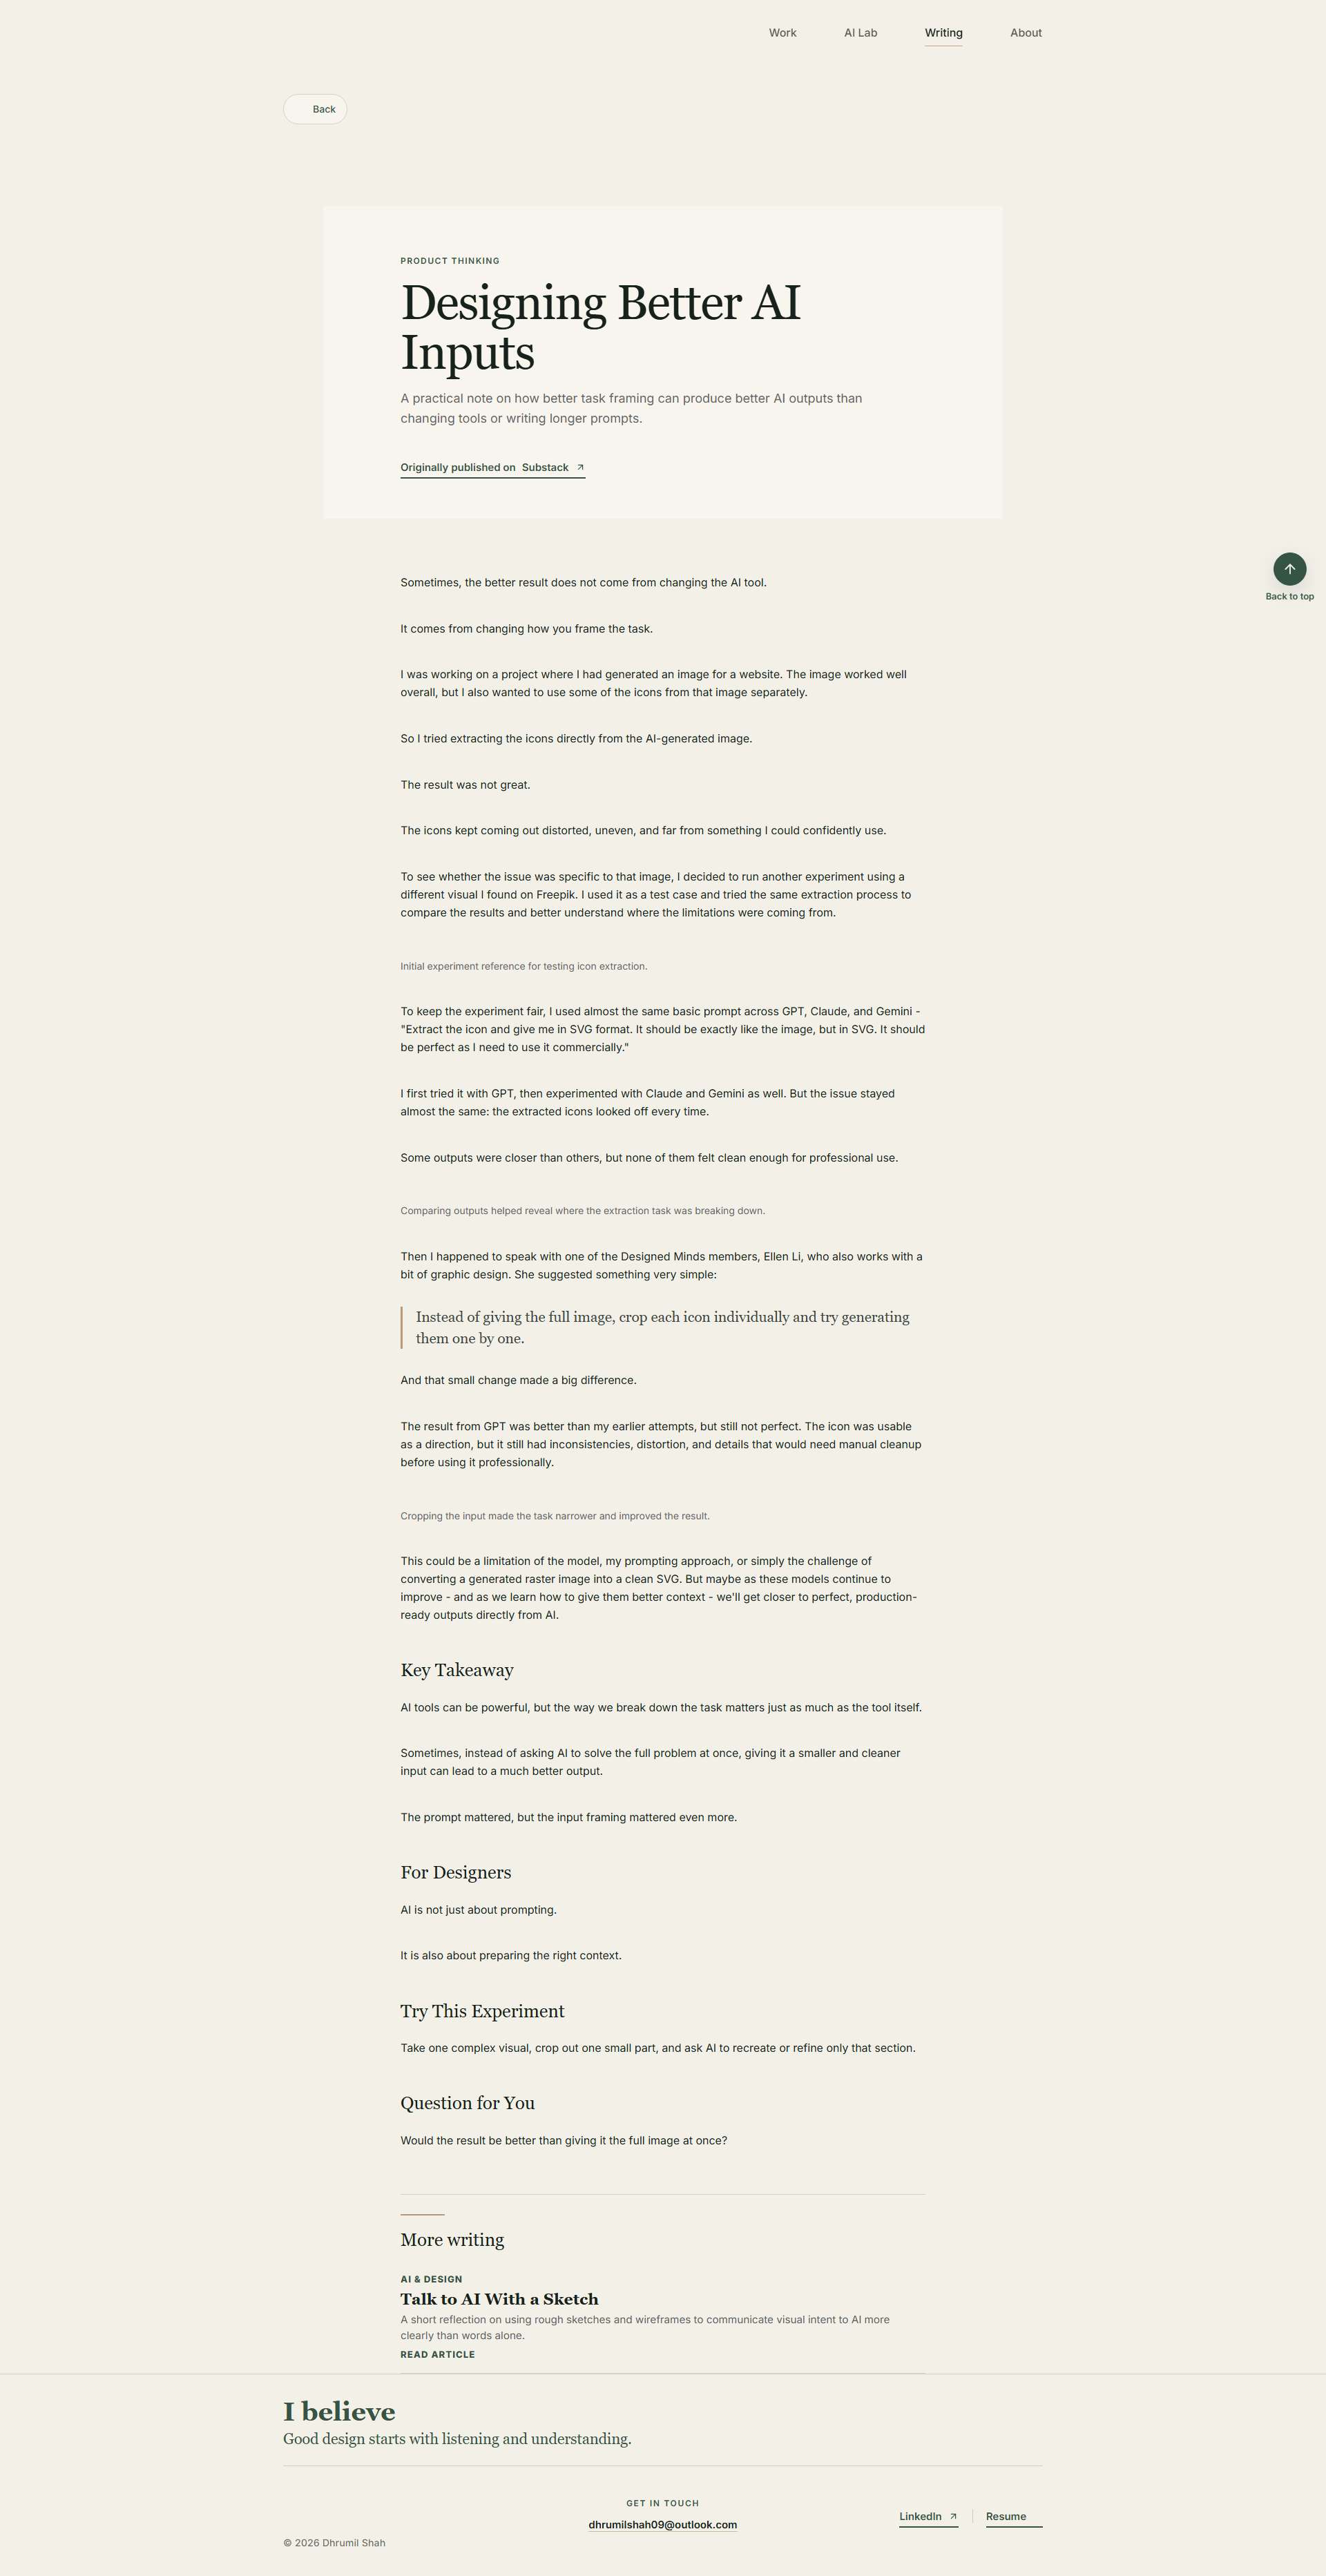 Work
AI Lab
Writing
About
Back
PRODUCT THINKING
Designing Better AI
Inputs
A practical note on how better task framing can produce better AI outputs than
changing tools or writing longer prompts.
Originally published on Substack
Sometimes, the better result does not come from changing the AI tool.
Back to top
It comes from changing how you frame the task.
I was working on a project where I had generated an image for a website. The image worked well
overall, but I also wanted to use some of the icons from that image separately.
So I tried extracting the icons directly from the AI-generated image.
The result was not great.
The icons kept coming out distorted, uneven, and far from something I could confidently use.
To see whether the issue was specific to that image, I decided to run another experiment using a
different visual I found on Freepik. I used it as a test case and tried the same extraction process to
compare the results and better understand where the limitations were coming from.
Initial experiment reference for testing icon extraction.
To keep the experiment fair, I used almost the same basic prompt across GPT, Claude, and Gemini -
"Extract the icon and give me in SVG format. It should be exactly like the image, but in SVG. It should
be perfect as I need to use it commercially."
I first tried it with GPT, then experimented with Claude and Gemini as well. But the issue stayed
almost the same: the extracted icons looked off every time.
Some outputs were closer than others, but none of them felt clean enough for professional use.
Comparing outputs helped reveal where the extraction task was breaking down.
Then I happened to speak with one of the Designed Minds members, Ellen Li, who also works with a
bit of graphic design. She suggested something very simple:
Instead of giving the full image, crop each icon individually and try generating
them one by one.
And that small change made a big difference.
The result from GPT was better than my earlier attempts, but still not perfect. The icon was usable
as a direction, but it still had inconsistencies, distortion, and details that would need manual cleanup
before using it professionally.
Cropping the input made the task narrower and improved the result.
This could be a limitation of the model, my prompting approach, or simply the challenge of
converting a generated raster image into a clean SVG. But maybe as these models continue to
improve - and as we learn how to give them better context - we'll get closer to perfect, production-
ready outputs directly from AI.
Key Takeaway
AI tools can be powerful, but the way we break down the task matters just as much as the tool itself.
Sometimes, instead of asking AI to solve the full problem at once, giving it a smaller and cleaner
input can lead to a much better output.
The prompt mattered, but the input framing mattered even more.
For Designers
AI is not just about prompting.
It is also about preparing the right context.
Try This Experiment
Take one complex visual, crop out one small part, and ask AI to recreate or refine only that section.
Question for You
Would the result be better than giving it the full image at once?
More writing
AI & DESIGN
Talk to AI With a Sketch
A short reflection on using rough sketches and wireframes to communicate visual intent to AI more
clearly than words alone.
READ ARTICLE
I believe
Good design starts with listening and understanding.
GET IN TOUCH
dhrumilshah09@outlook.com
LinkedIn
Resume
© 2026 Dhrumil Shah